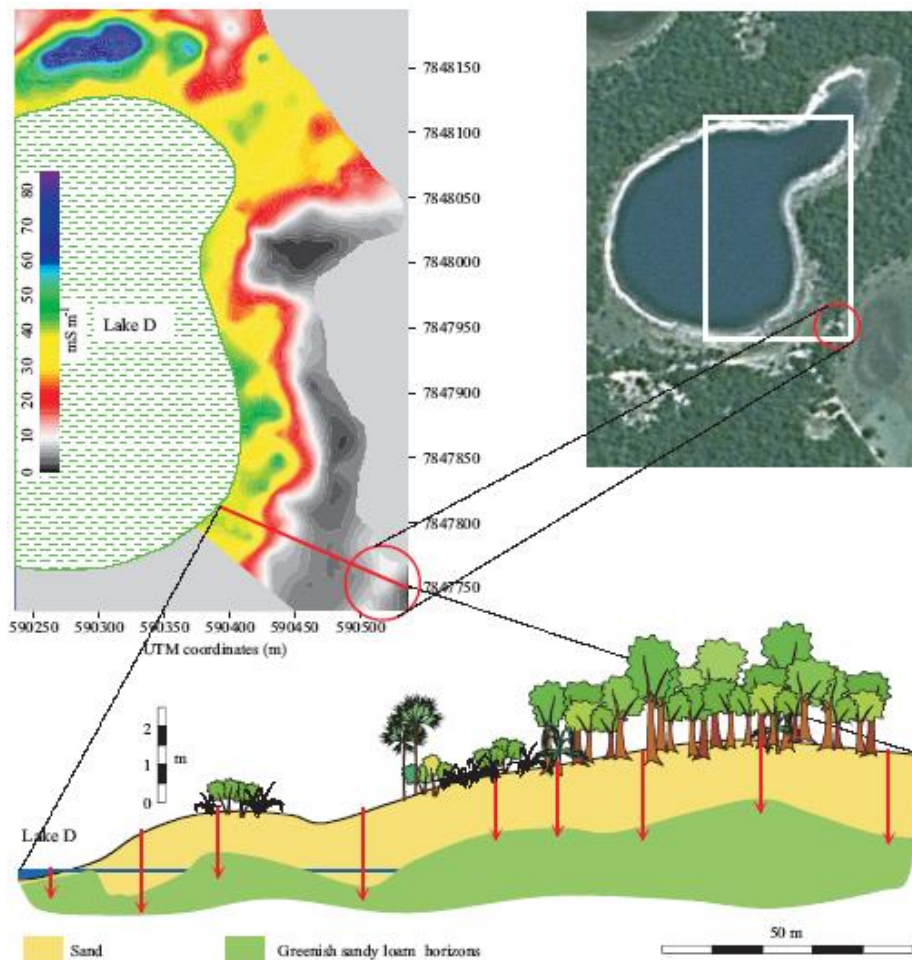 7848150
7848100
7848050
7848000
7847950
7847900
7847850
7847800
7847750
80
70
60
50
40
30
20
10
0
mS m⁻¹
Lake D
590250 590300 590350 590400 590450 590500
UTM coordinates (m)
2
1
0
m
Lake D
50 m
Sand
Greenish sandy loam horizons